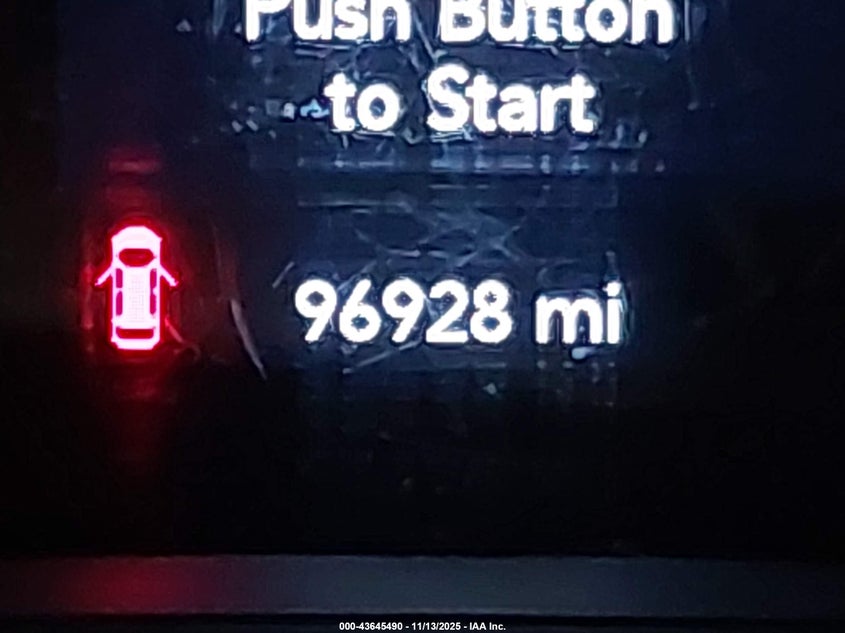 Push Button
to Start
96928 mi
000-43645490 - 11/13/2025 - IAA Inc.